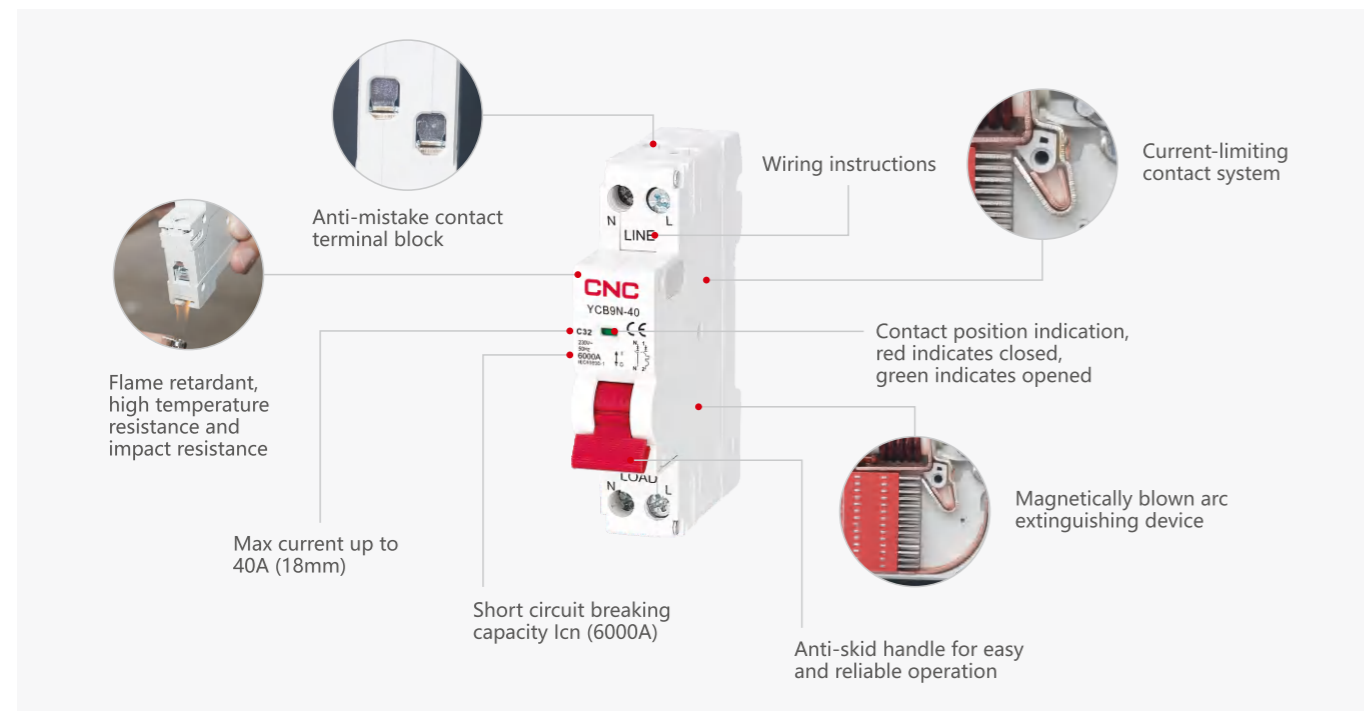 Anti-mistake contact
terminal block
Wiring instructions
Current-limiting
contact system
N
L
LINE
CNC
YCB9N-40
C32
CE
230V~
50Hz
6000A
Contact position indication,
red indicates closed,
green indicates opened
Flame retardant,
high temperature
resistance and
impact resistance
LOAD
N
L
Magnetically blown arc
extinguishing device
Max current up to
40A (18mm)
Short circuit breaking
capacity Icn (6000A)
Anti-skid handle for easy
and reliable operation